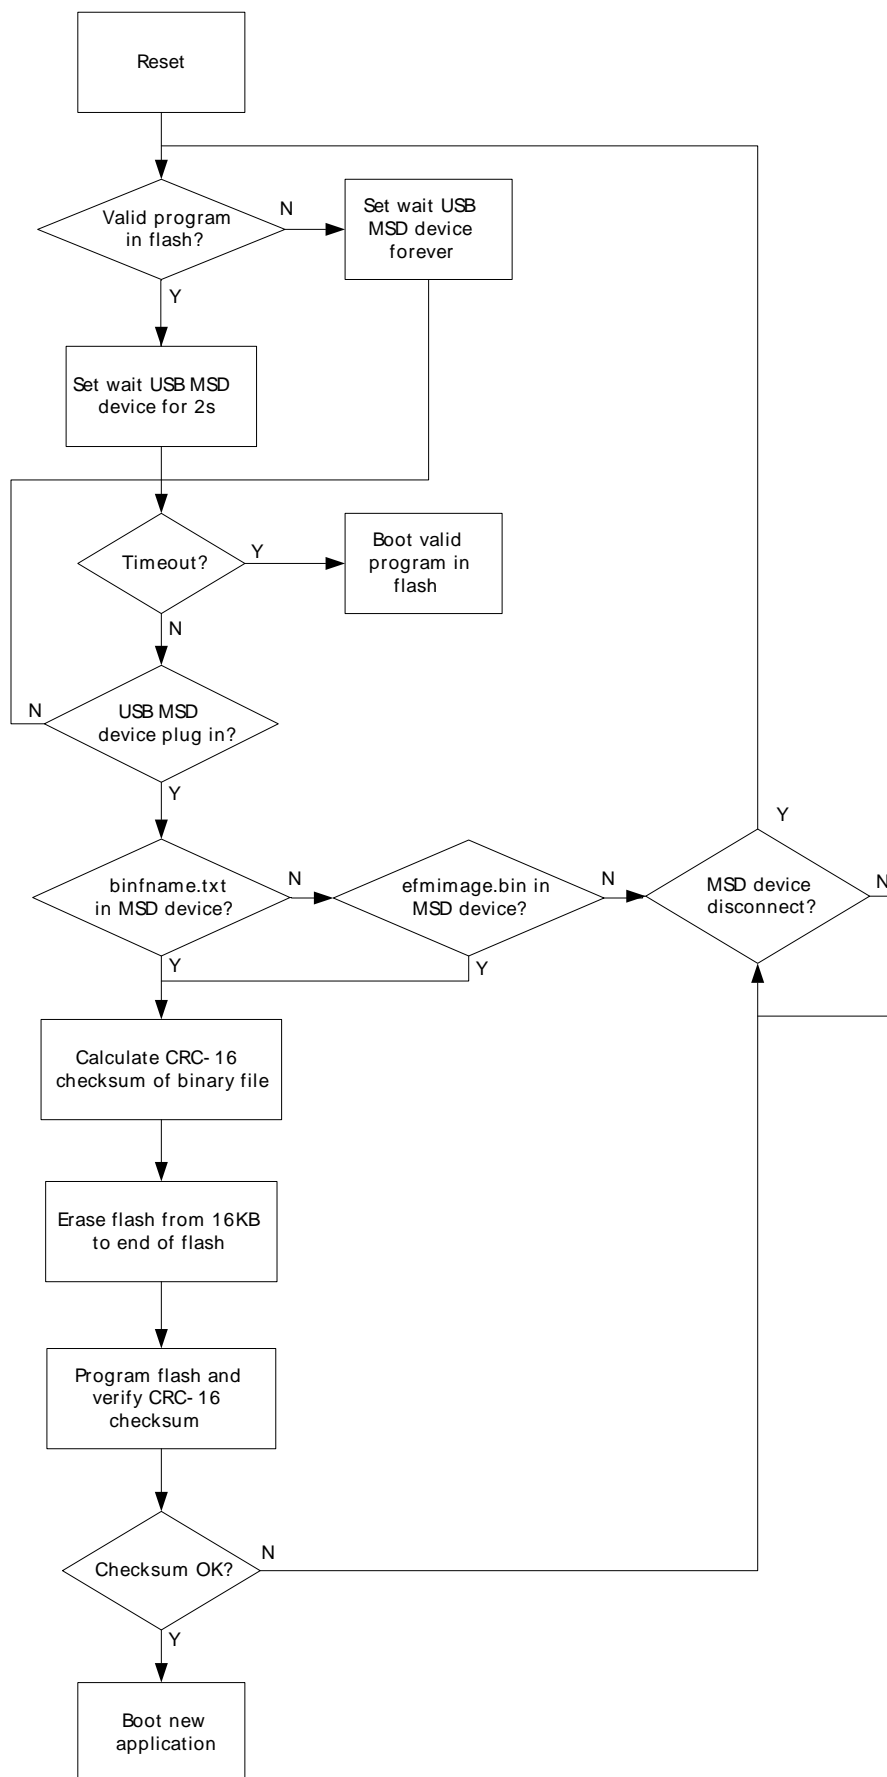 Reset
Valid program
in flash?
N
Set wait USB
MSD device
forever
Y
Set wait USB MSD
device for 2s
Timeout?
Y
Boot valid
program in
flash
N
USB MSD
device plug in?
N
Y
binfname.txt
in MSD device?
N
efmimage.bin in
MSD device?
N
Y
MSD device
disconnect?
N
Y
Y
Calculate CRC- 16
checksum of binary file
Erase flash from 16KB
to end of flash
Program flash and
verify CRC- 16
checksum
Checksum OK?
N
Y
Boot new
application